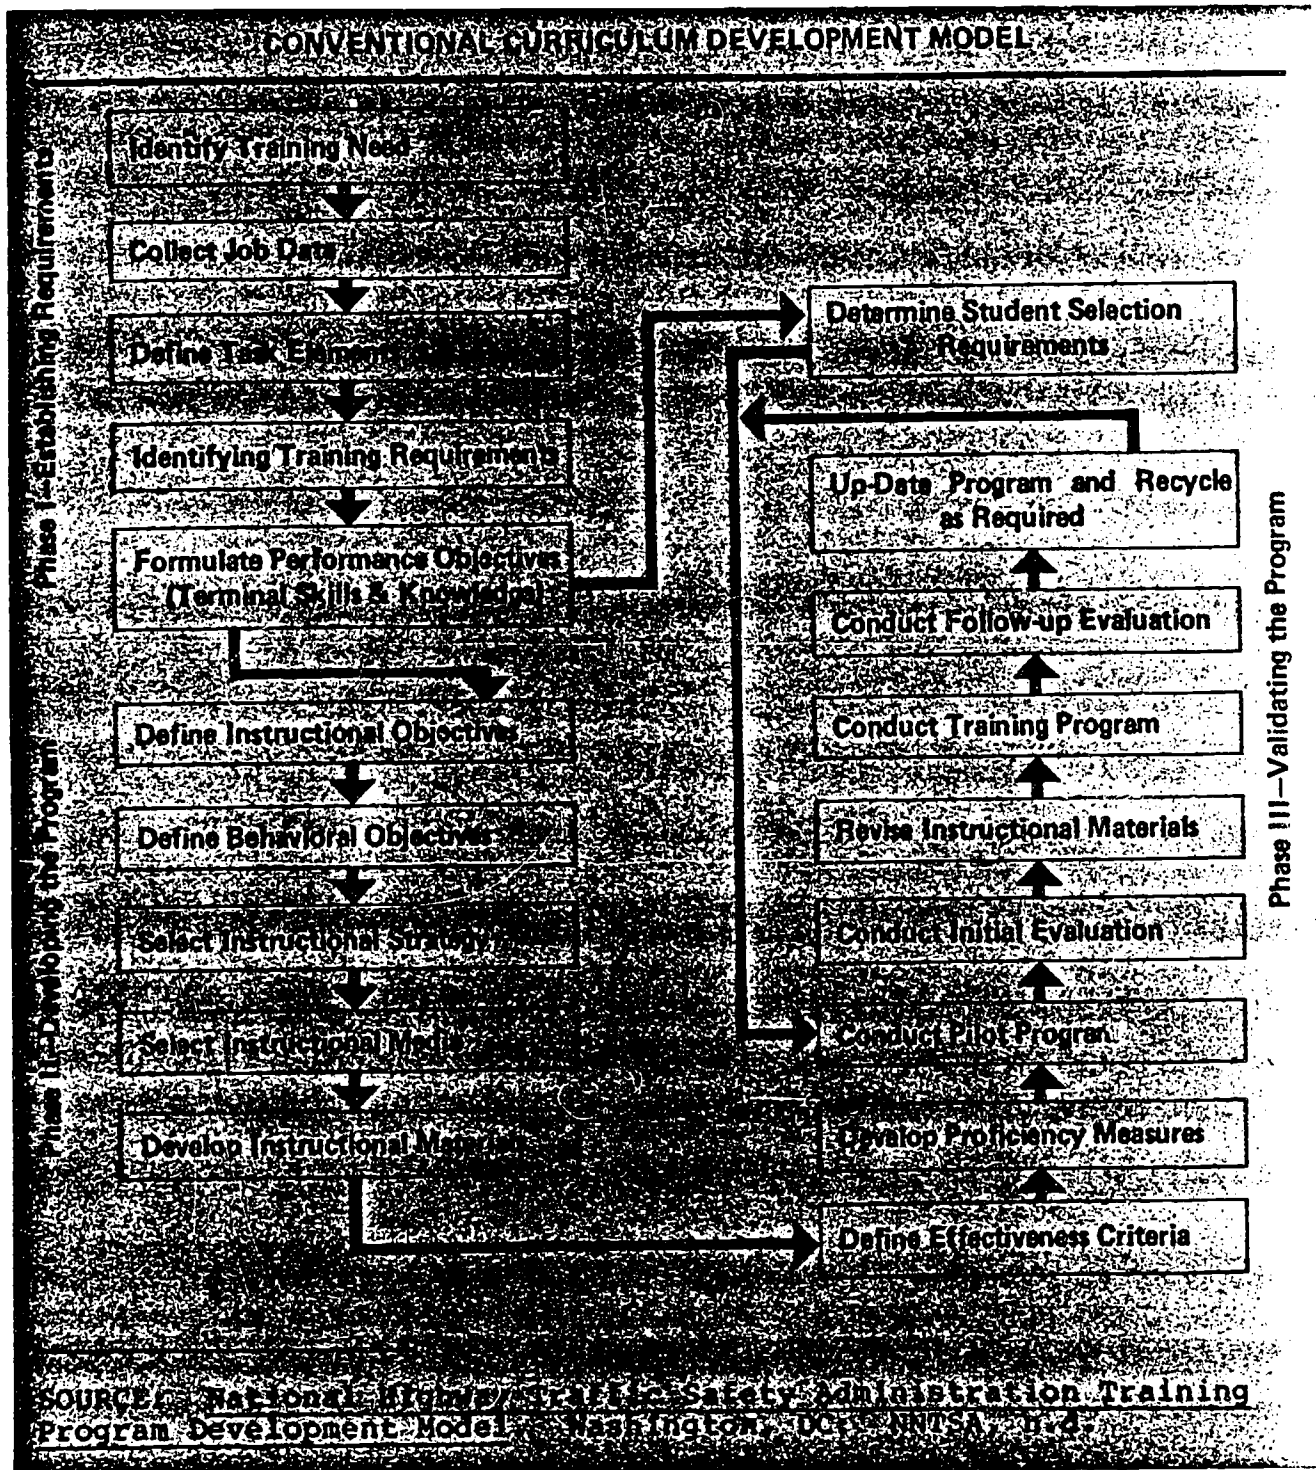 CONVENTIONAL CURRICULUM DEVELOPMENT MODEL
Phase I—Establishing Requirements
Identify Training Need
Collect Job Data
Define Task Elements
Identifying Training Requirements
Formulate Performance Objectives
(Terminal Skills & Knowledge)
Phase II—Developing the Program
Define Instructional Objectives
Define Behavioral Objectives
Select Instructional Strategy
Select Instructional Media
Develop Instructional Materials
Determine Student Selection
Requirements
Up-Date Program and Recycle
as Required
Conduct Follow-up Evaluation
Conduct Training Program
Revise Instructional Materials
Conduct Initial Evaluation
Conduct Pilot Program
Develop Proficiency Measures
Define Effectiveness Criteria
Phase III—Validating the Program
SOURCE: National Highway Traffic Safety Administration Training
Program Development Model. Washington, DC: NNTSA, n.d.